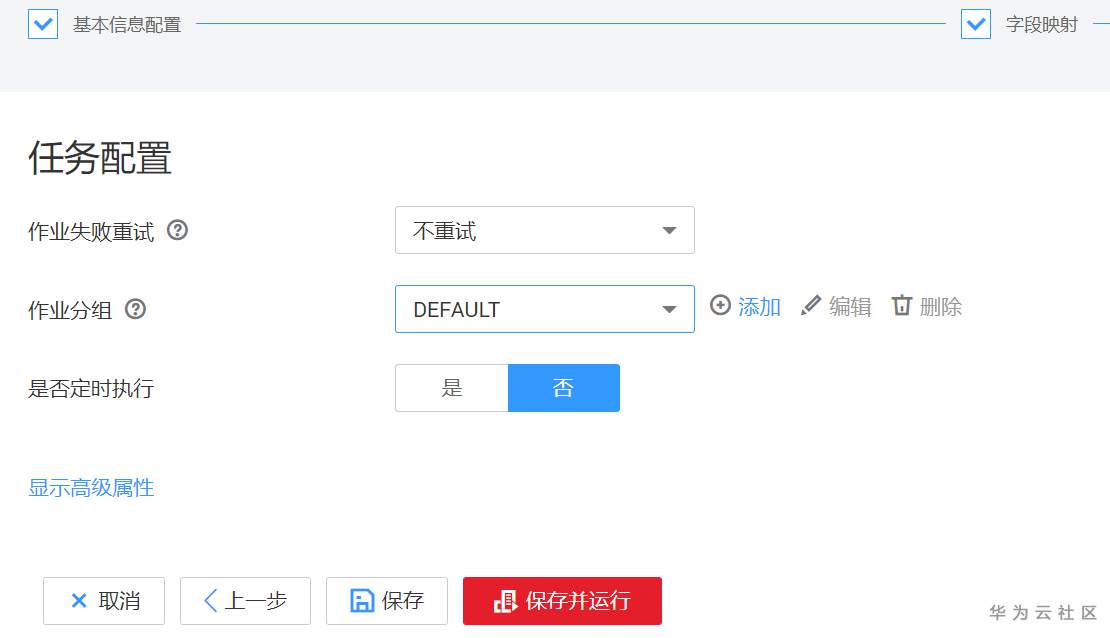 基本信息配置 字段映射
任务配置
作业失败重试 不重试
作业分组 DEFAULT 添加 编辑 删除
是否定时执行 是 否
显示高级属性
取消 上一步 保存 保存并运行
华为云社区